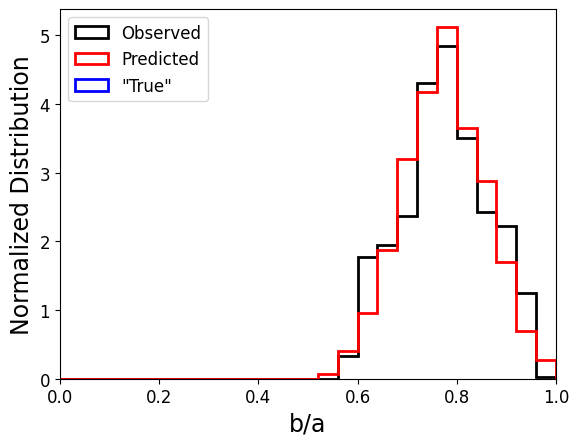 Observed
Predicted
"True"
Normalized Distribution
5
4
3
2
1
0
0.0 0.2 0.4 0.6 0.8 1.0
b/a